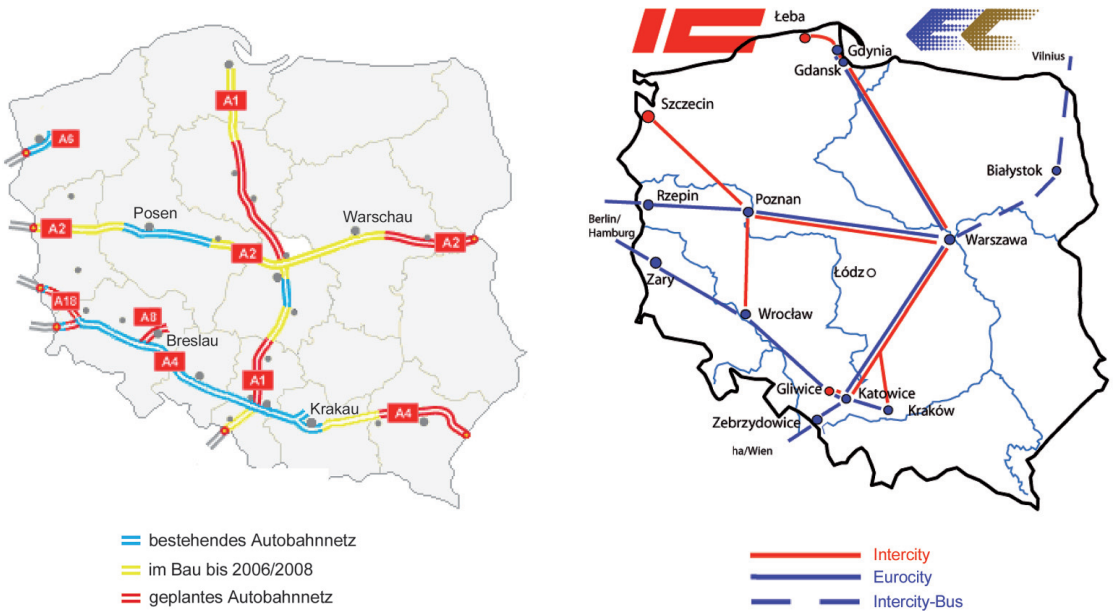 A1
A6
Posen
Warschau
A2
A2
A2
A18
A8
Breslau
A4
A1
Krakau
A4
bestehendes Autobahnnetz
im Bau bis 2006/2008
geplantes Autobahnnetz
IC
EC
Łeba
Gdynia
Gdansk
Vilnius
Szczecin
Białystok
Rzepin
Poznan
Berlin/
Hamburg
Warszawa
Zary
Łódz
Wrocław
Gliwice
Katowice
Kraków
Zebrzydowice
ha/Wien
Intercity
Eurocity
Intercity-Bus